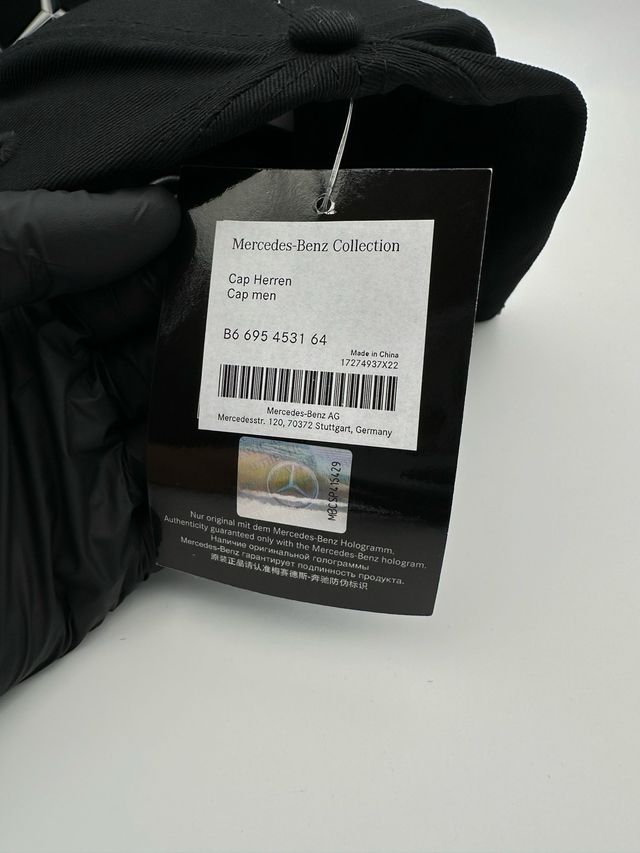 Mercedes-Benz Collection
Cap Herren
Cap men
B6 695 4531 64
Made in China
17274937X22
Mercedes-Benz AG
Mercedesstr. 120, 70372 Stuttgart, Germany
MBCSP415429
Nur original mit dem Mercedes-Benz Hologramm.
Authenticity guaranteed only with the Mercedes-Benz hologram.
Наличие оригинальной голограммы
Mercedes-Benz гарантирует подлинность продукта.
原装正品请认准梅赛德斯-奔驰防伪标识